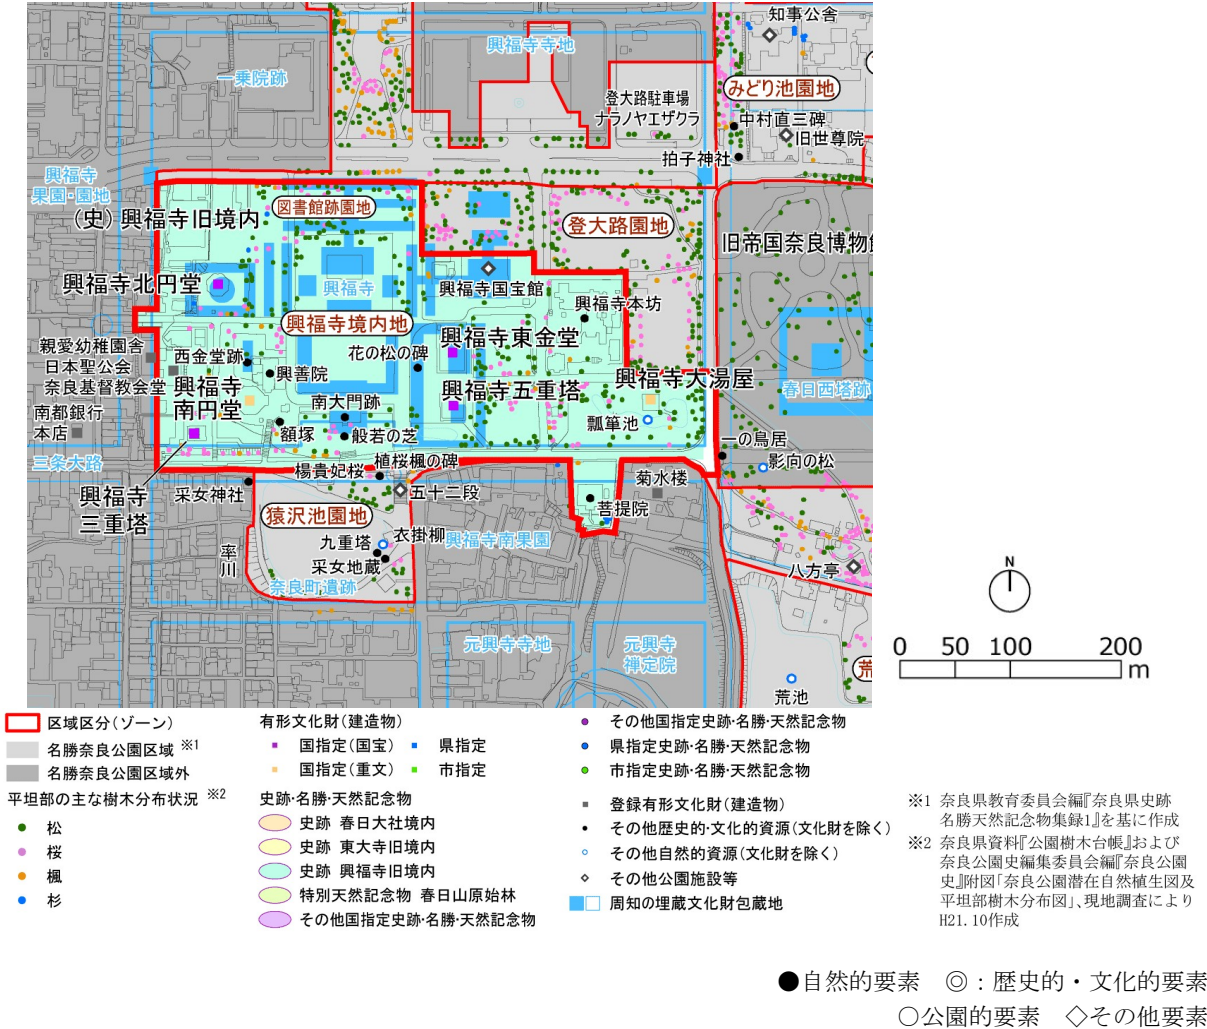 知事公舎
興福寺寺地
一乗院跡
みどり池園地
登大路駐車場
ナラノヤエザクラ
中村直三碑
旧世尊院
拍子神社
興福寺
果園・園地
(史) 興福寺旧境内
図書館跡園地
登大路園地
旧帝国奈良博物館
興福寺北円堂
興福寺
興福寺国宝館
興福寺本坊
興福寺境内地
興福寺東金堂
親愛幼稚園舎
日本聖公会
奈良基督教会堂
西金堂跡
花の松の碑
興善院
興福寺
南円堂
興福寺五重塔
興福寺大湯屋
春日西塔跡
南都銀行
本店
南大門跡
額塚
般若の芝
瓢箪池
一の鳥居
三条大路
楊貴妃桜
植桜楓の碑
影向の松
興福寺
三重塔
采女神社
五十二段
菊水楼
菩提院
猿沢池園地
衣掛柳
九重塔
采女地蔵
興福寺南果園
率川
奈良町遺跡
八方亭
元興寺寺地
元興寺
禅定院
荒
荒池
N
0 50 100 200
m
区域区分(ゾーン)
名勝奈良公園区域 ※1
名勝奈良公園区域外
平坦部の主な樹木分布状況 ※2
松
桜
楓
杉
有形文化財(建造物)
国指定(国宝) 県指定
国指定(重文) 市指定
史跡・名勝・天然記念物
史跡 春日大社境内
史跡 東大寺旧境内
史跡 興福寺旧境内
特別天然記念物 春日山原始林
その他国指定史跡・名勝・天然記念物
その他国指定史跡・名勝・天然記念物
県指定史跡・名勝・天然記念物
市指定史跡・名勝・天然記念物
登録有形文化財(建造物)
その他歴史的・文化的資源(文化財を除く)
その他自然的資源(文化財を除く)
その他公園施設等
周知の埋蔵文化財包蔵地
※1 奈良県教育委員会編『奈良県史跡
名勝天然記念物集録1』を基に作成
※2 奈良県資料『公園樹木台帳』および
奈良公園史編集委員会編『奈良公園
史』附図「奈良公園潜在自然植生図及
平坦部樹木分布図」、現地調査により
H21.10作成
●自然的要素 ◎：歴史的・文化的要素
○公園的要素 ◇その他要素